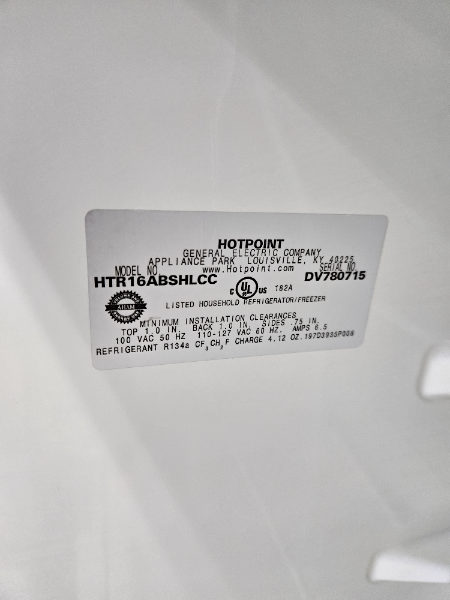 HOTPOINT
GENERAL ELECTRIC COMPANY
APPLIANCE PARK LOUISVILLE, KY 40225
MODEL NO www.Hotpoint.com SERIAL NO
HTR16ABSHLCC C UL US 182A DV780715
AHAM
LISTED HOUSEHOLD REFRIGERATOR/FREEZER
MINIMUM INSTALLATION CLEARANCES
TOP 1.0 IN. BACK 1.0 IN. SIDES .75 IN.
100 VAC 50 HZ 110-127 VAC 60 HZ. AMPS 6.5
REFRIGERANT R134a CF₃CH₂F CHARGE 4.12 OZ.197D3935P006